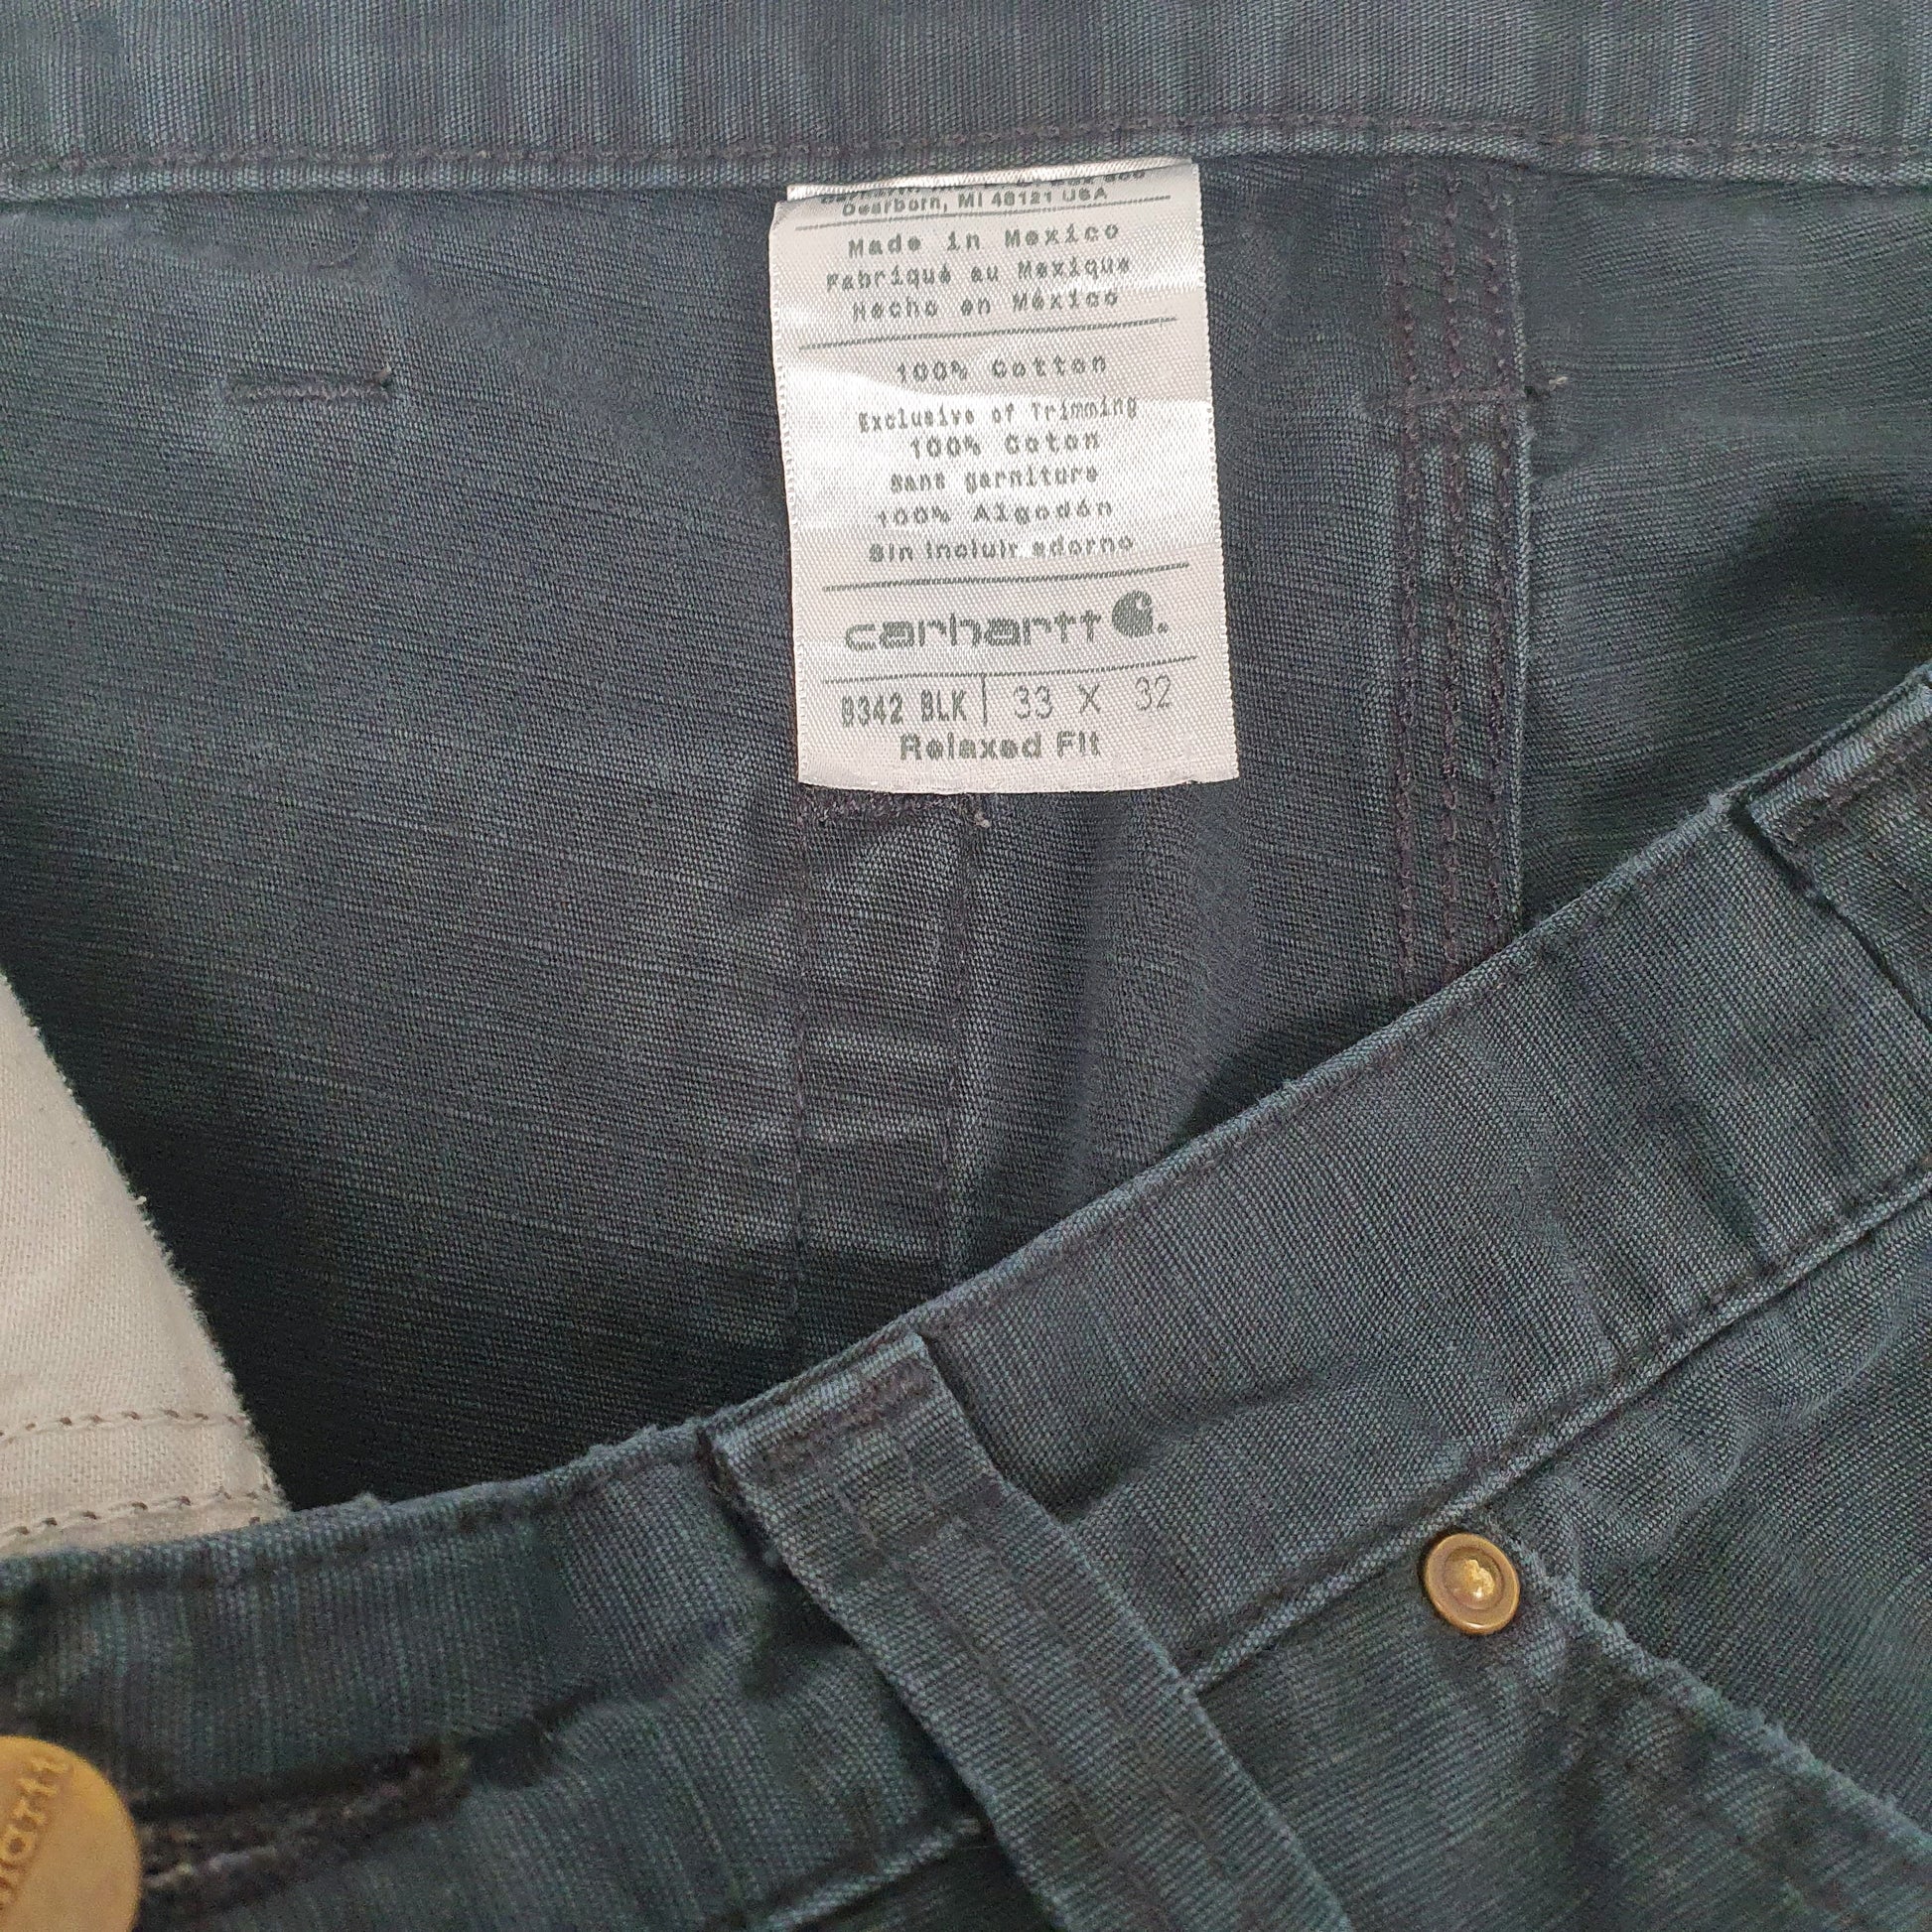 Dearborn, MI 48121 USA
Made in Mexico
Fabriqué au Mexique
Hecho en México
100% Cotton
Exclusive of Trimming
100% Coton
Sans garniture
100% Algodón
Sin incluir adorno
carhartt
B342 BLK | 33 X 32
Relaxed Fit